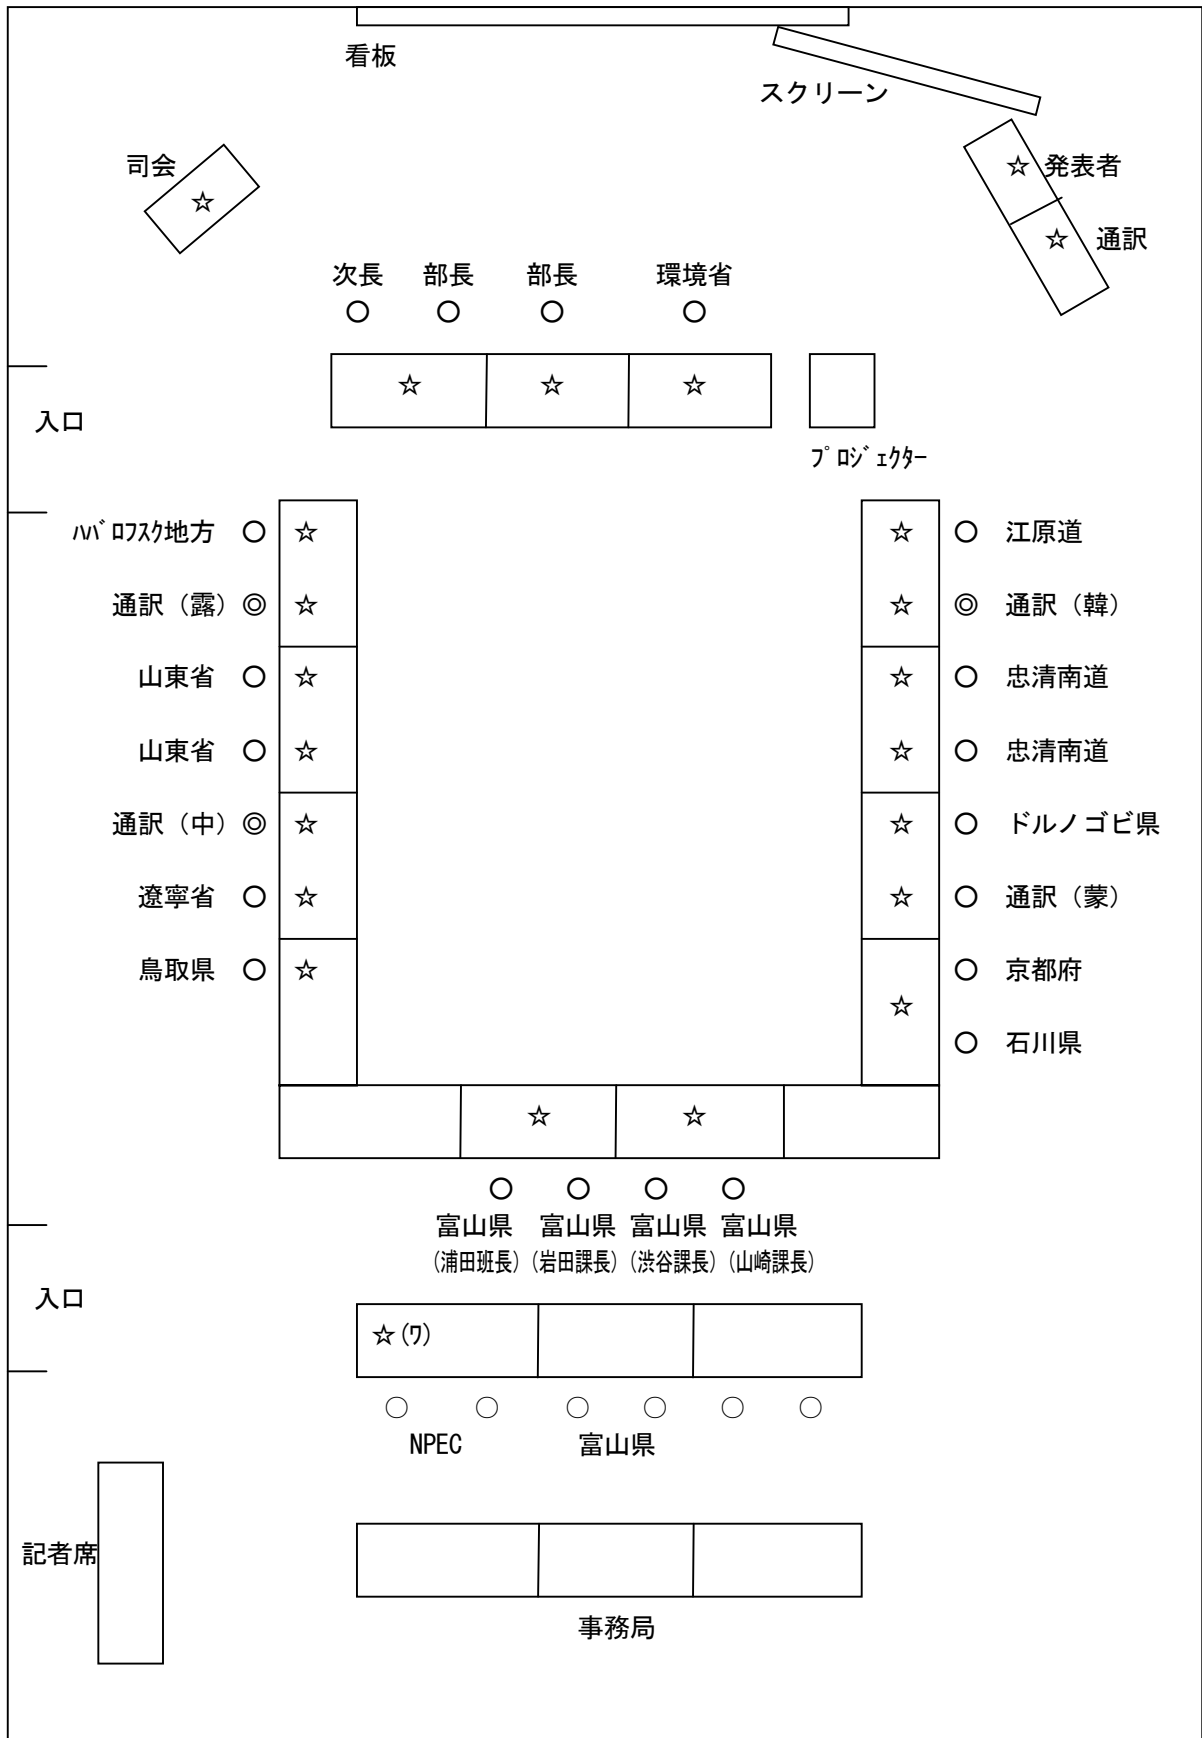 看板
スクリーン
司会
☆
☆ 発表者
☆ 通訳
次長 部長 部長 環境省
○ ○ ○ ○
☆ ☆ ☆
入口
ﾌﾟﾛｼﾞｪｸﾀｰ
ﾊﾊﾞﾛﾌｽｸ地方 ○ ☆ ☆ ○ 江原道
通訳（露） ◎ ☆ ☆ ◎ 通訳（韓）
山東省 ○ ☆ ☆ ○ 忠清南道
山東省 ○ ☆ ☆ ○ 忠清南道
通訳（中） ◎ ☆ ☆ ○ ドルノゴビ県
遼寧省 ○ ☆ ☆ ○ 通訳（蒙）
鳥取県 ○ ☆ ○ 京都府
☆
○ 石川県
☆ ☆
○ ○ ○ ○
富山県 富山県 富山県 富山県
(浦田班長) (岩田課長) (渋谷課長) (山崎課長)
入口
☆(ﾜ)
○ ○ ○ ○ ○ ○
NPEC 富山県
記者席
事務局